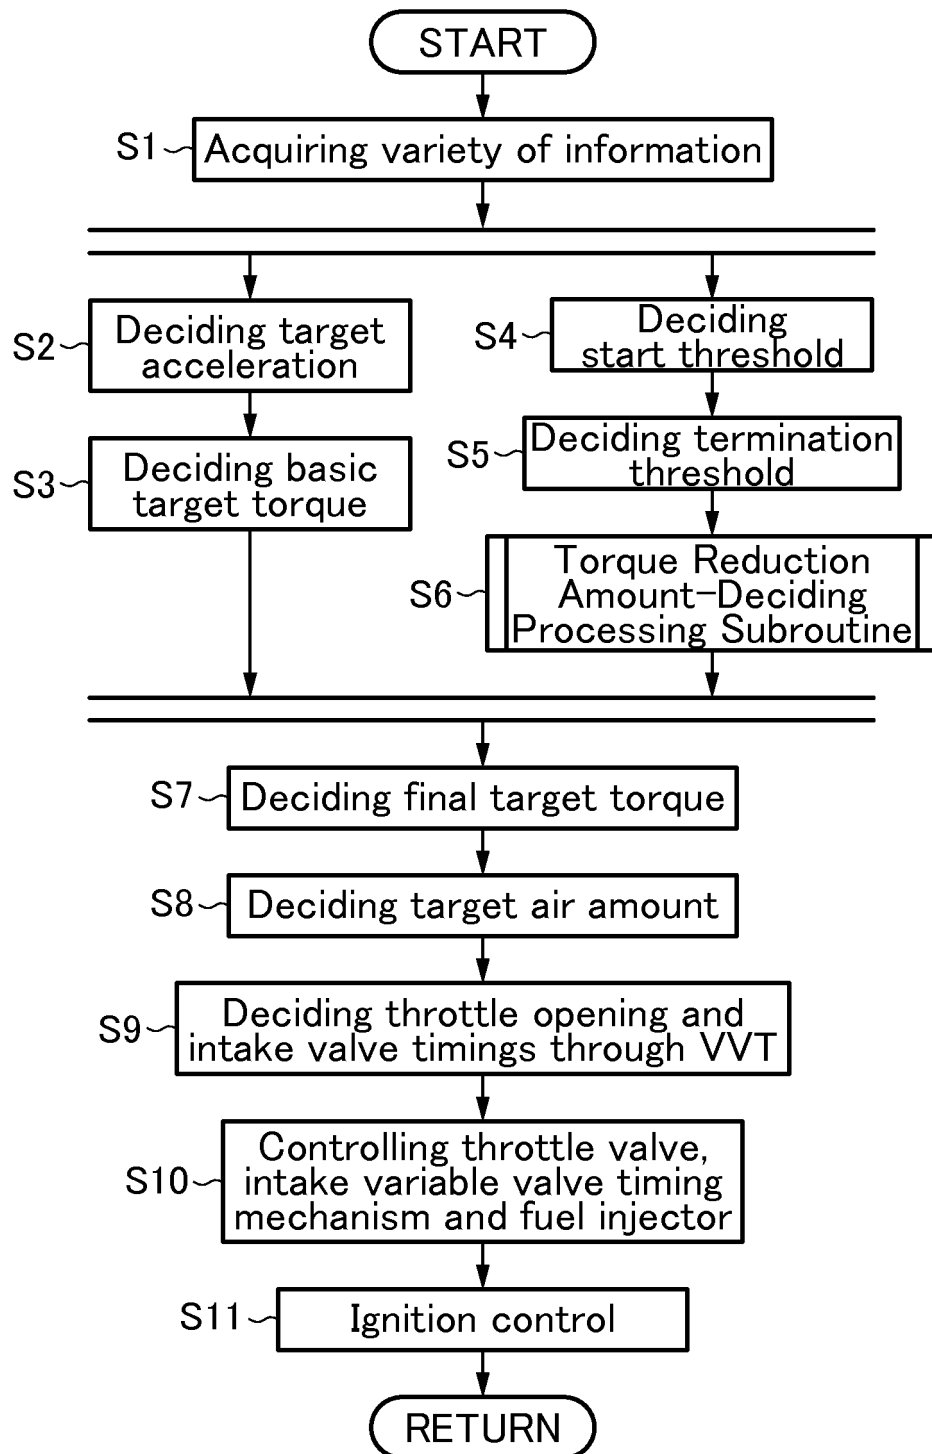 START
S1
Acquiring variety of information
S2
Deciding target
acceleration
S3
Deciding basic
target torque
S4
Deciding
start threshold
S5
Deciding termination
threshold
S6
Torque Reduction
Amount-Deciding
Processing Subroutine
S7
Deciding final target torque
S8
Deciding target air amount
S9
Deciding throttle opening and
intake valve timings through VVT
S10
Controlling throttle valve,
intake variable valve timing
mechanism and fuel injector
S11
Ignition control
RETURN